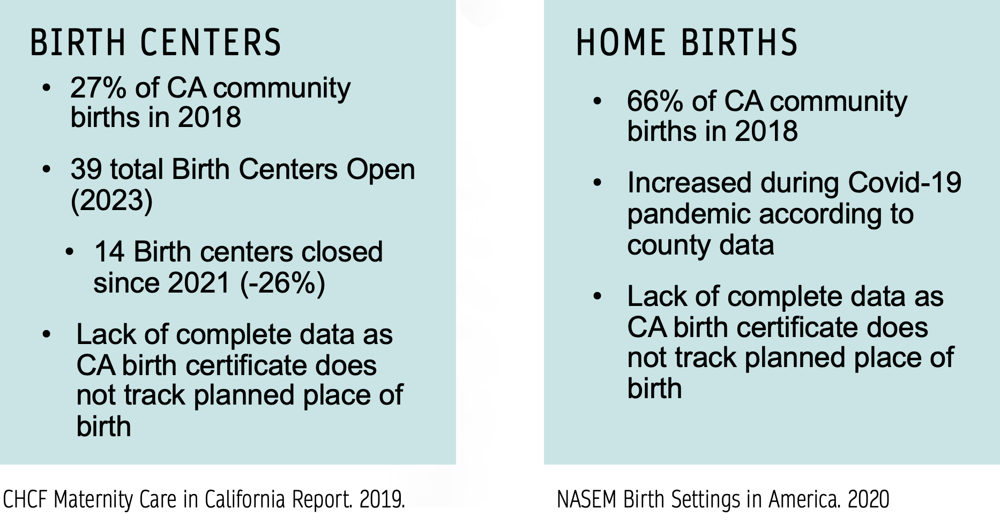 BIRTH CENTERS
• 27% of CA community
births in 2018
• 39 total Birth Centers Open
(2023)
• 14 Birth centers closed
since 2021 (-26%)
• Lack of complete data as
CA birth certificate does
not track planned place of
birth
CHCF Maternity Care in California Report. 2019.
HOME BIRTHS
• 66% of CA community
births in 2018
• Increased during Covid-19
pandemic according to
county data
• Lack of complete data as
CA birth certificate does
not track planned place of
birth
NASEM Birth Settings in America. 2020